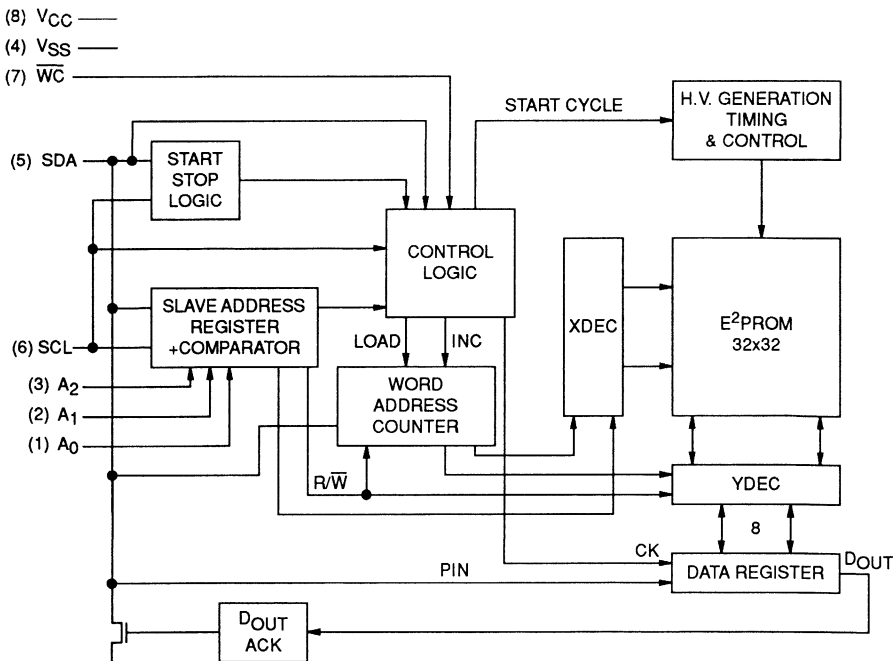 (8) VCC
(4) VSS
(7) W̅C̅
START CYCLE
H.V. GENERATION
TIMING
& CONTROL
(5) SDA
START
STOP
LOGIC
CONTROL
LOGIC
XDEC
E²PROM
32x32
SLAVE ADDRESS
REGISTER
+COMPARATOR
(6) SCL
LOAD
INC
(3) A2
(2) A1
(1) A0
WORD
ADDRESS
COUNTER
R/W̅
YDEC
8
CK
DOUT
PIN
DATA REGISTER
DOUT
ACK